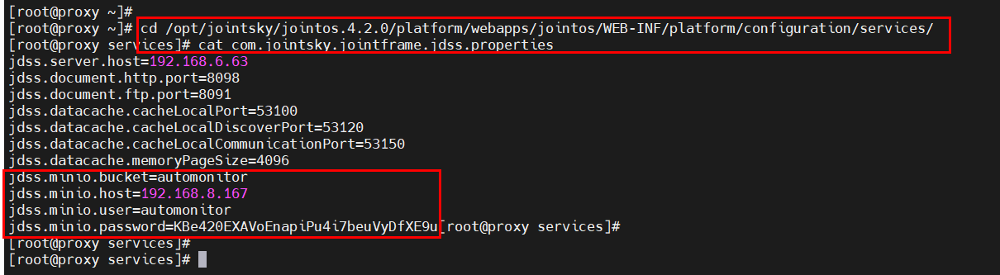 [root@proxy ~]#
[root@proxy ~]# cd /opt/jointsky/jointos.4.2.0/platform/webapps/jointos/WEB-INF/platform/configuration/services/
[root@proxy services]# cat com.jointsky.jointframe.jdss.properties
jdss.server.host=192.168.6.63
jdss.document.http.port=8098
jdss.document.ftp.port=8091
jdss.datacache.cacheLocalPort=53100
jdss.datacache.cacheLocalDiscoverPort=53120
jdss.datacache.cacheLocalCommunicationPort=53150
jdss.datacache.memoryPageSize=4096
jdss.minio.bucket=automonitor
jdss.minio.host=192.168.8.167
jdss.minio.user=automonitor
jdss.minio.password=KBe420EXAVoEnapiPu4i7beuVyDfXE9u[root@proxy services]#
[root@proxy services]#
[root@proxy services]#